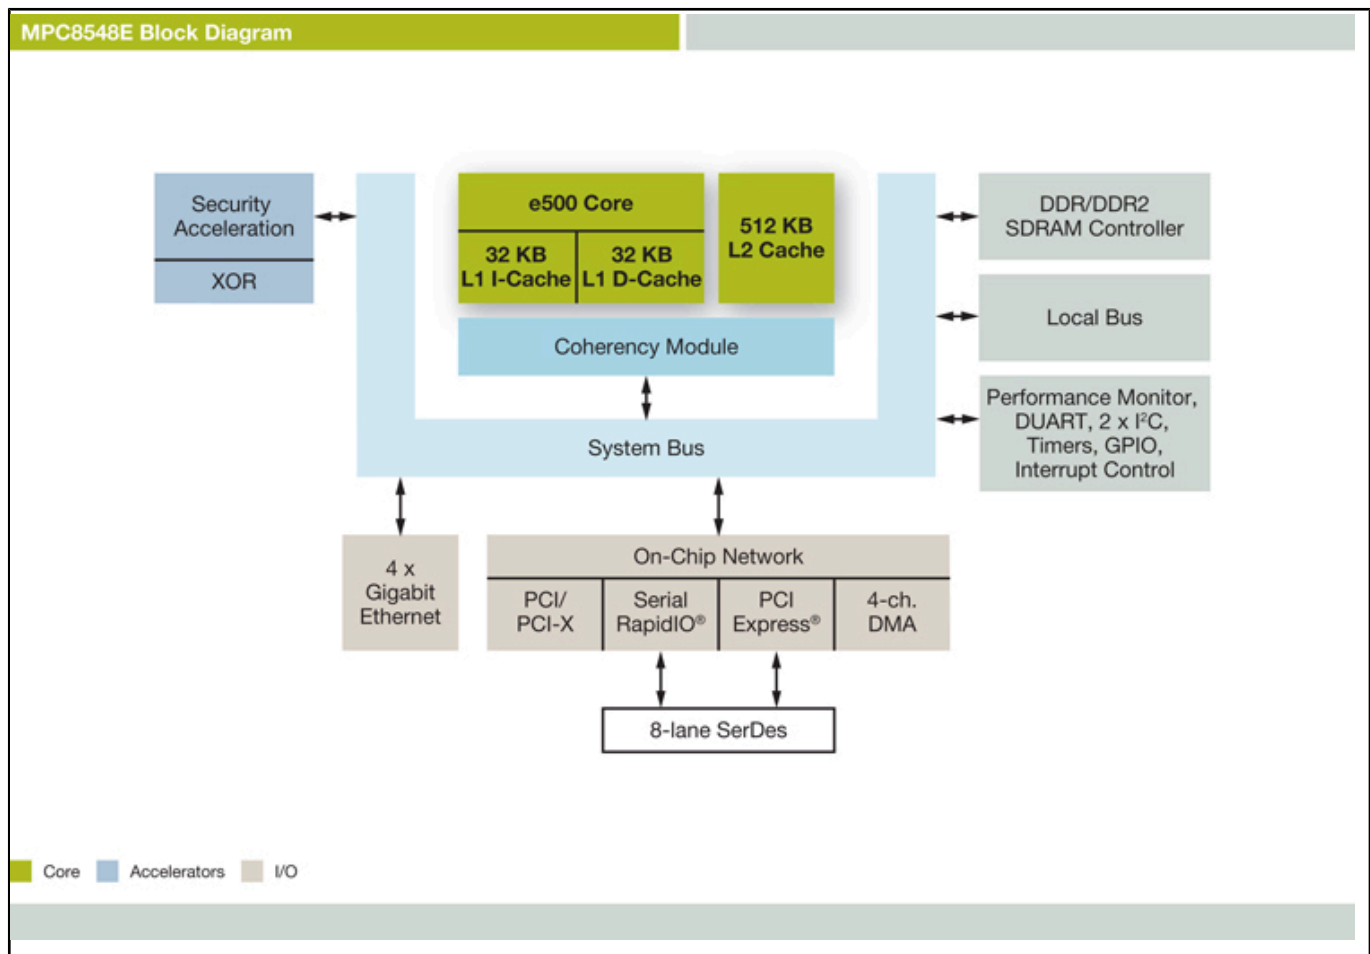 MPC8548E Block Diagram
Security
Acceleration
XOR
e500 Core
32 KB
L1 I-Cache
32 KB
L1 D-Cache
512 KB
L2 Cache
Coherency Module
System Bus
DDR/DDR2
SDRAM Controller
Local Bus
Performance Monitor,
DUART, 2 x I²C,
Timers, GPIO,
Interrupt Control
4 x
Gigabit
Ethernet
On-Chip Network
PCI/
PCI-X
Serial
RapidIO®
PCI
Express®
4-ch.
DMA
8-lane SerDes
Core
Accelerators
I/O